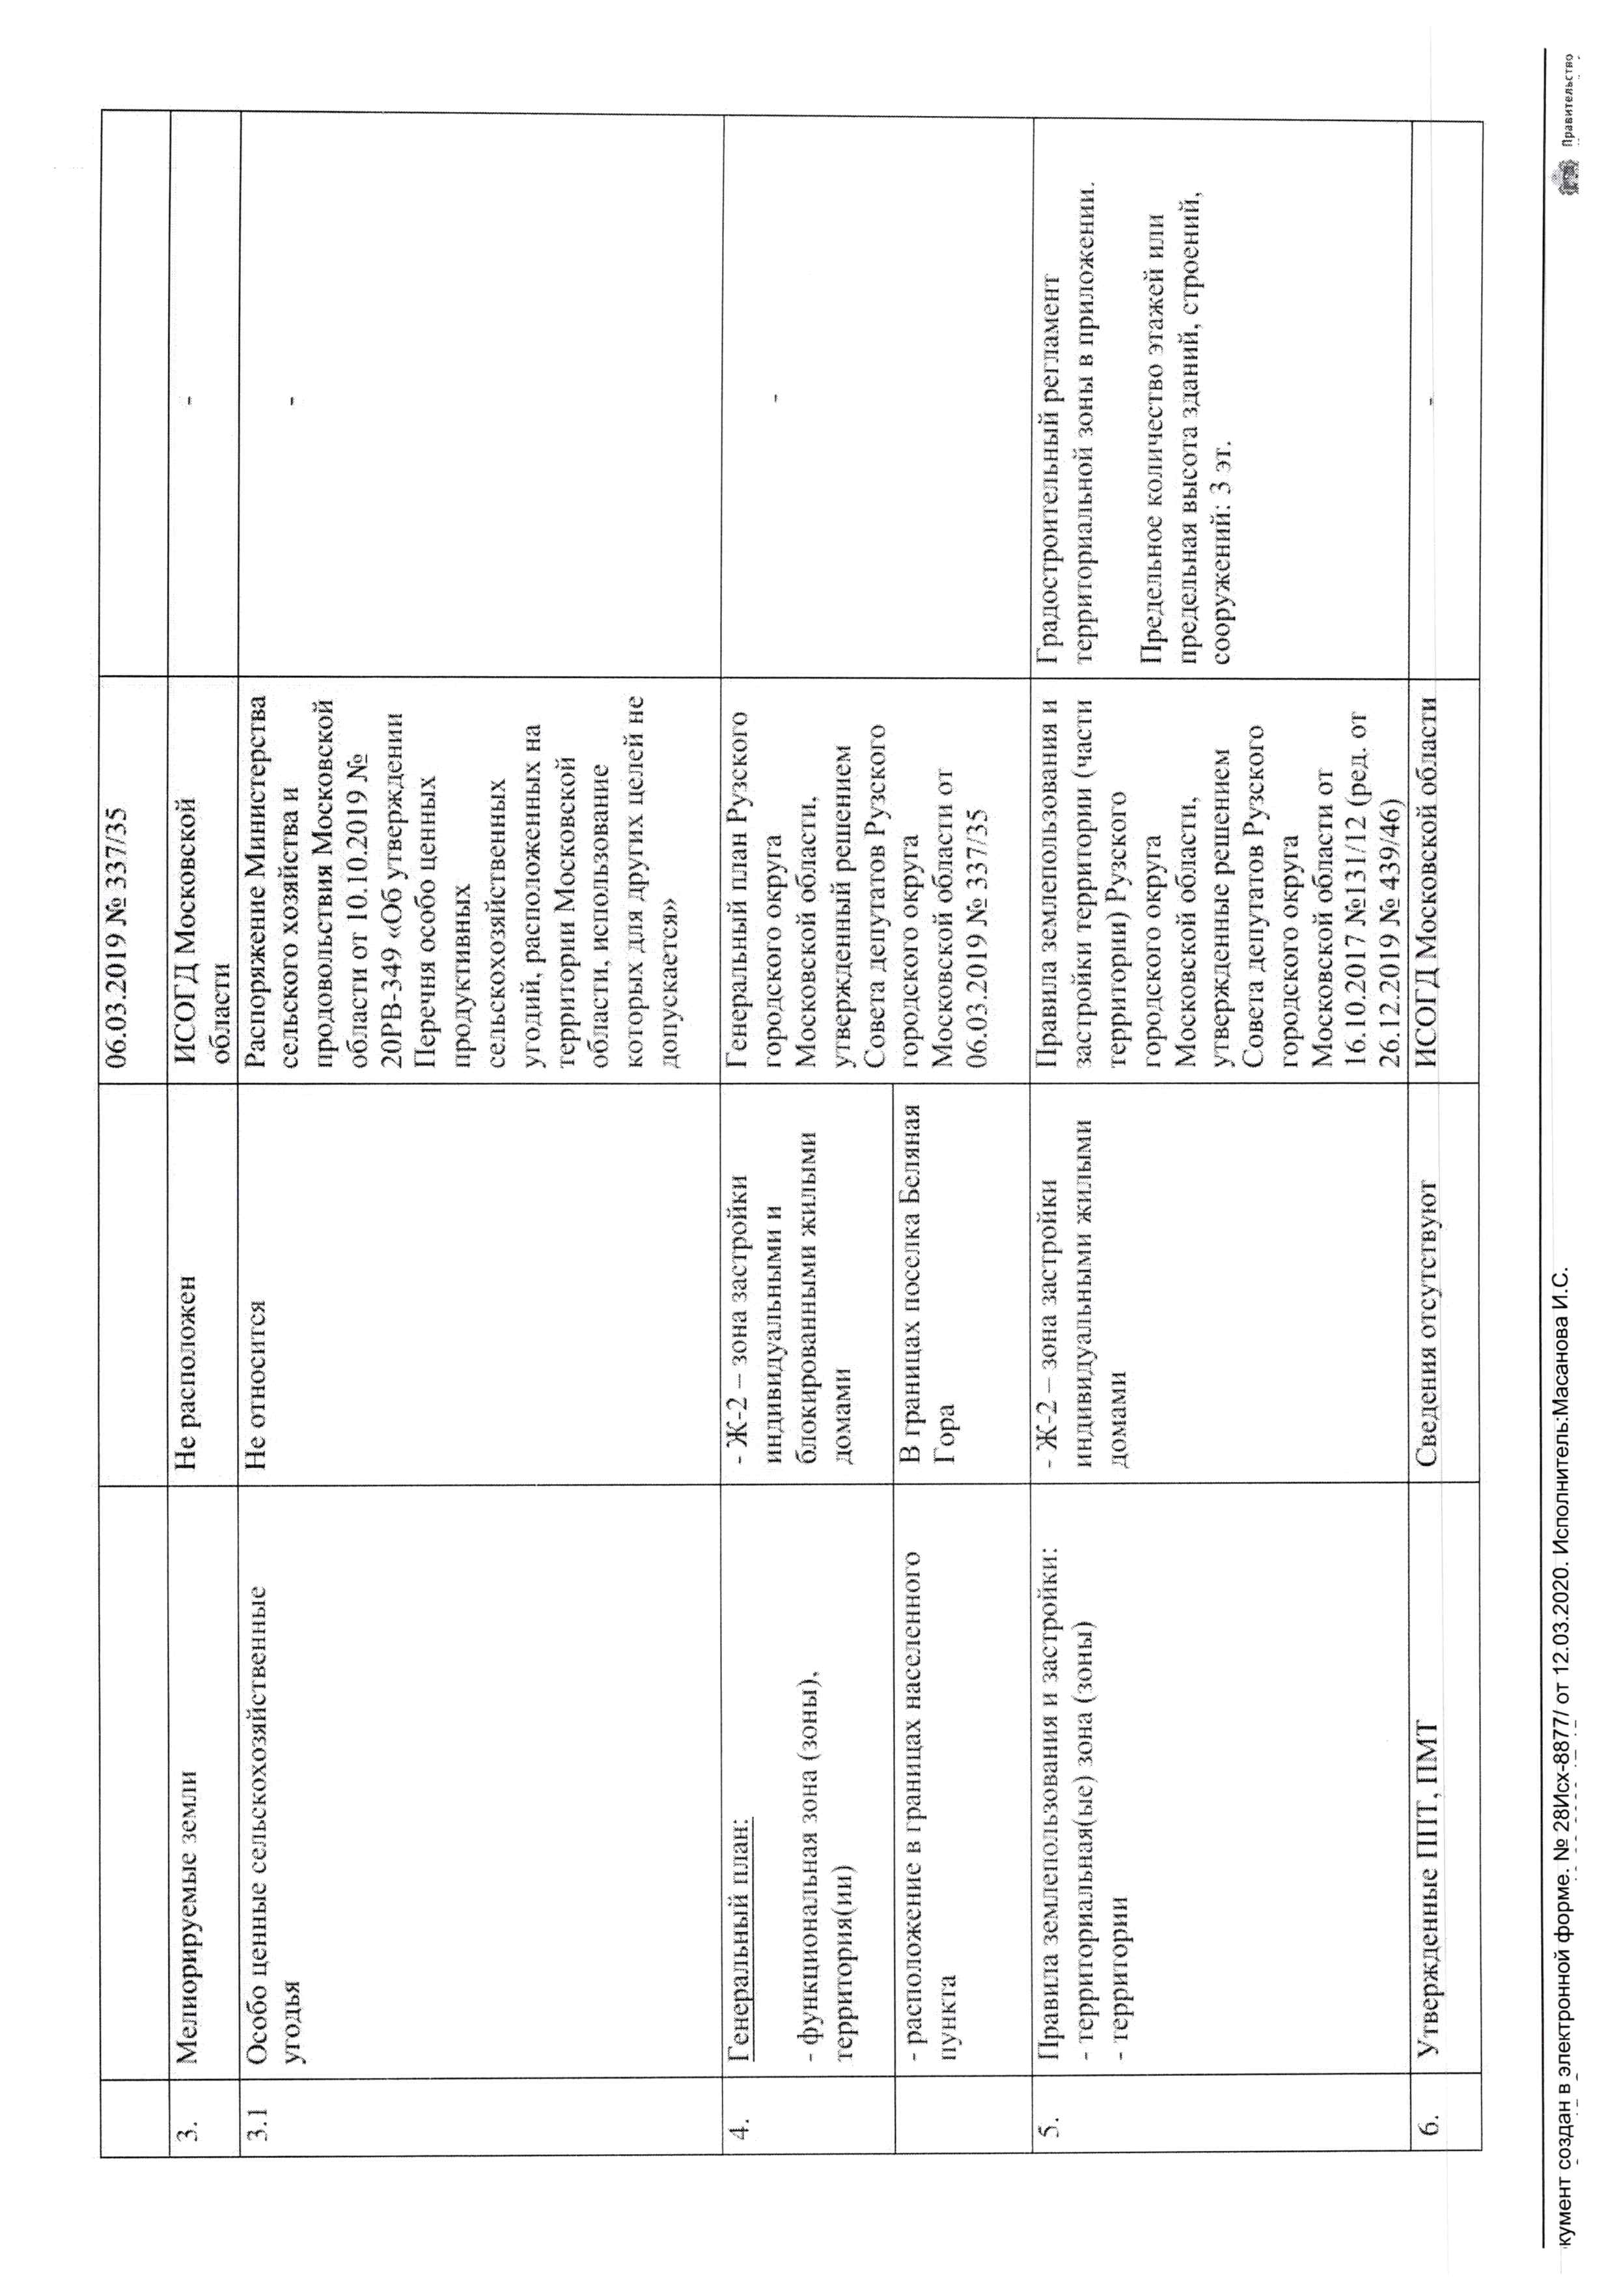 06.03.2019 № 337/35
3.
Мелиорируемые земли
Не расположен
ИСОГД Московской
области
-
3.1
Особо ценные сельскохозяйственные
угодья
Не относится
Распоряжение Министерства
сельского хозяйства и
продовольствия Московской
области от 10.10.2019 №
20РВ-349 «Об утверждении
Перечня особо ценных
продуктивных
сельскохозяйственных
угодий, расположенных на
территории Московской
области, использование
которых для других целей не
допускается»
-
4.
Генеральный план:
- функциональная зона (зоны),
территория(ии)
- Ж-2 – зона застройки
индивидуальными и
блокированными жилыми
домами
Генеральный план Рузского
городского округа
Московской области,
утвержденный решением
Совета депутатов Рузского
городского округа
Московской области от
06.03.2019 № 337/35
-
- расположение в границах населенного
пункта
В границах поселка Беляная
Гора
5.
Правила землепользования и застройки:
- территориальная(ые) зона (зоны)
- территории
- Ж-2 – зона застройки
индивидуальными жилыми
домами
Правила землепользования и
застройки территории (части
территории) Рузского
городского округа
Московской области,
утвержденные решением
Совета депутатов Рузского
городского округа
Московской области от
16.10.2017 №131/12 (ред. от
26.12.2019 № 439/46)
Градостроительный регламент
территориальной зоны в приложении.
Предельное количество этажей или
предельная высота зданий, строений,
сооружений: 3 эт.
6.
Утвержденные ППТ, ПМТ
Сведения отсутствуют
ИСОГД Московской области
-
кумент создан в электронной форме. № 28Исх-8877/ от 12.03.2020. Исполнитель:Масанова И.С.
Правительство